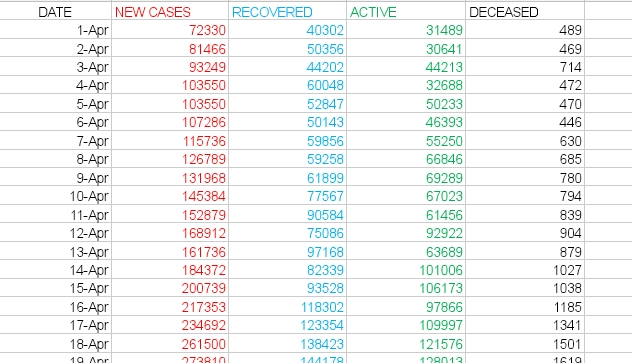 DATE NEW CASES RECOVERED ACTIVE DECEASED
1-Apr 72330 40302 31489 489
2-Apr 81466 50356 30641 469
3-Apr 93249 44202 44213 714
4-Apr 103550 60048 32688 472
5-Apr 103550 52847 50233 470
6-Apr 107286 50143 46393 446
7-Apr 115736 59856 55250 630
8-Apr 126789 59258 66846 685
9-Apr 131968 61899 69289 780
10-Apr 145384 77567 67023 794
11-Apr 152879 90584 61456 839
12-Apr 168912 75086 92922 904
13-Apr 161736 97168 63689 879
14-Apr 184372 82339 101006 1027
15-Apr 200739 93528 106173 1038
16-Apr 217353 118302 97866 1185
17-Apr 234692 123354 109997 1341
18-Apr 261500 138423 121576 1501
19-Apr 273810 144178 128013 1619